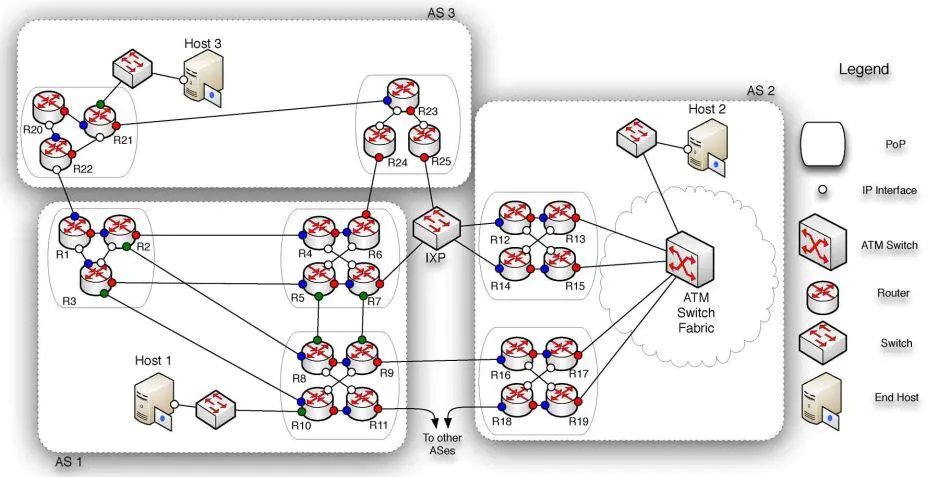 AS 3
Host 3
R20
R21
R22
R23
R24
R25
AS 2
Host 2
Legend
PoP
IP Interface
ATM Switch
Router
Switch
End Host
R1
R2
R3
R4
R6
R5
R7
IXP
R12
R13
R14
R15
ATM
Switch
Fabric
Host 1
R8
R9
R10
R11
R16
R17
R18
R19
To other
ASes
AS 1